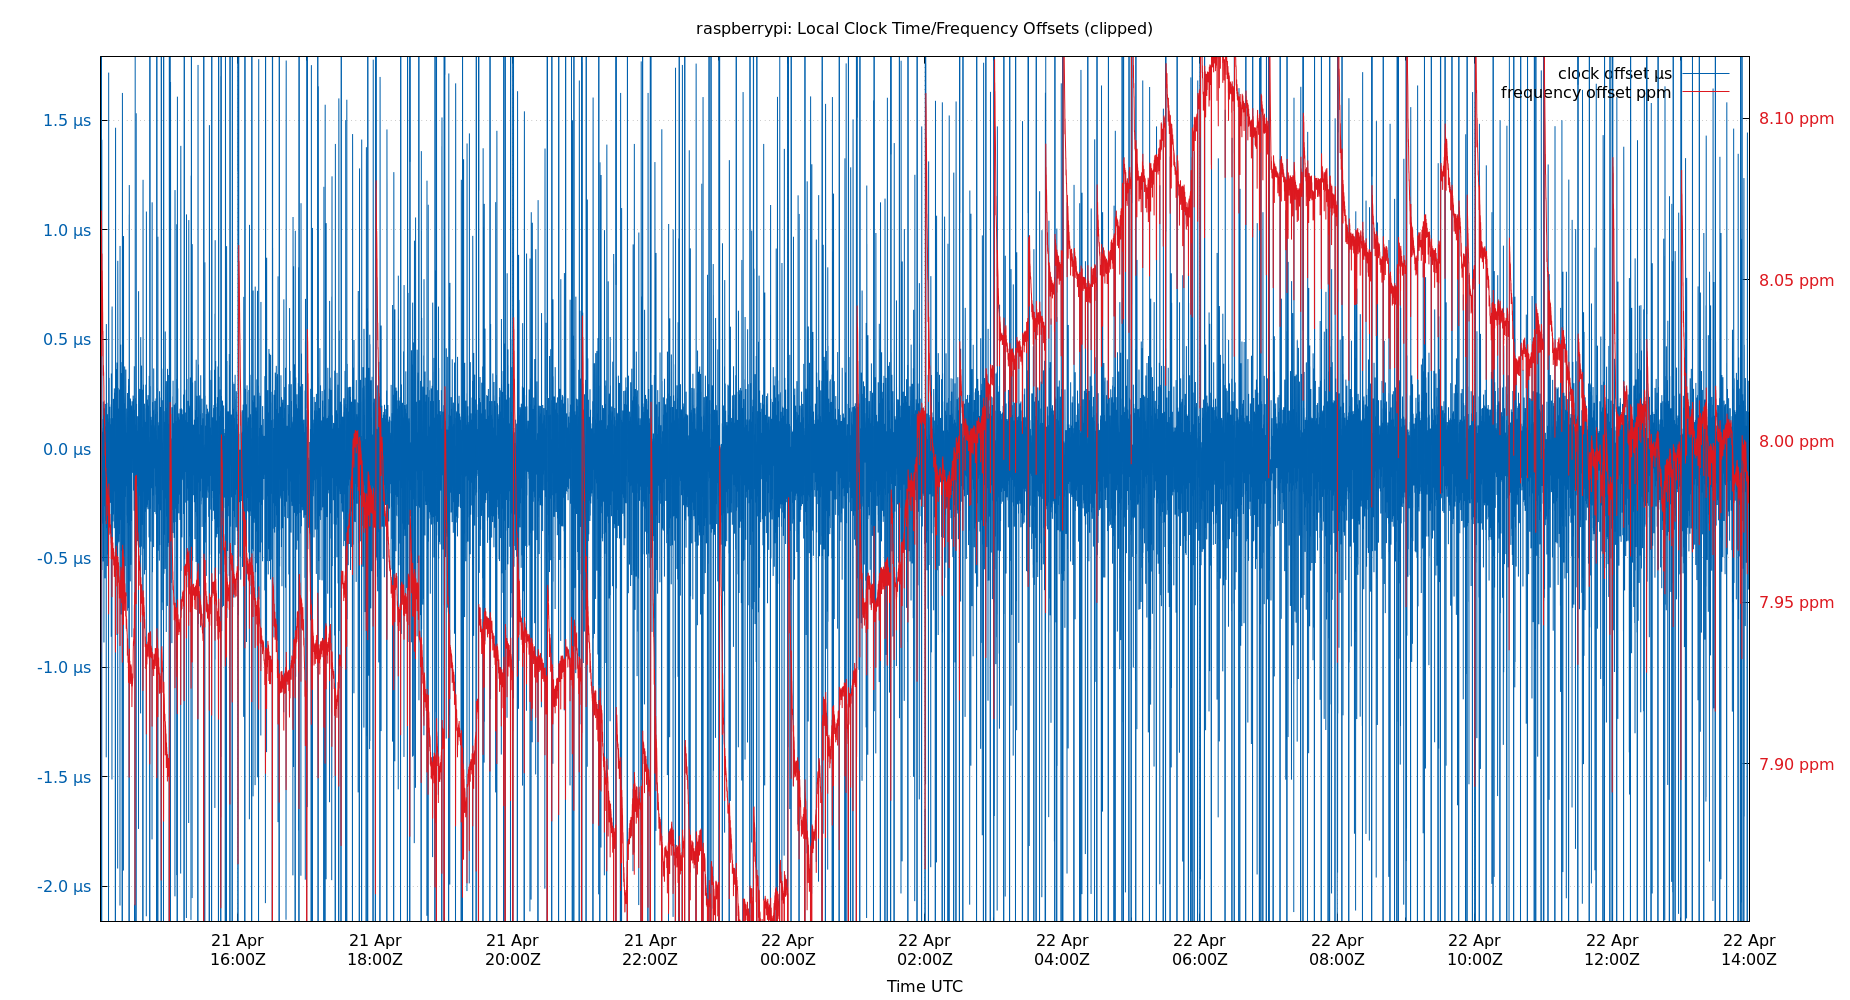 raspberrypi: Local Clock Time/Frequency Offsets (clipped)
clock offset µs
frequency offset ppm
1.5 µs
1.0 µs
0.5 µs
0.0 µs
-0.5 µs
-1.0 µs
-1.5 µs
-2.0 µs
8.10 ppm
8.05 ppm
8.00 ppm
7.95 ppm
7.90 ppm
21 Apr 21 Apr 21 Apr 21 Apr 22 Apr 22 Apr 22 Apr 22 Apr 22 Apr 22 Apr 22 Apr 22 Apr
16:00Z 18:00Z 20:00Z 22:00Z 00:00Z 02:00Z 04:00Z 06:00Z 08:00Z 10:00Z 12:00Z 14:00Z
Time UTC